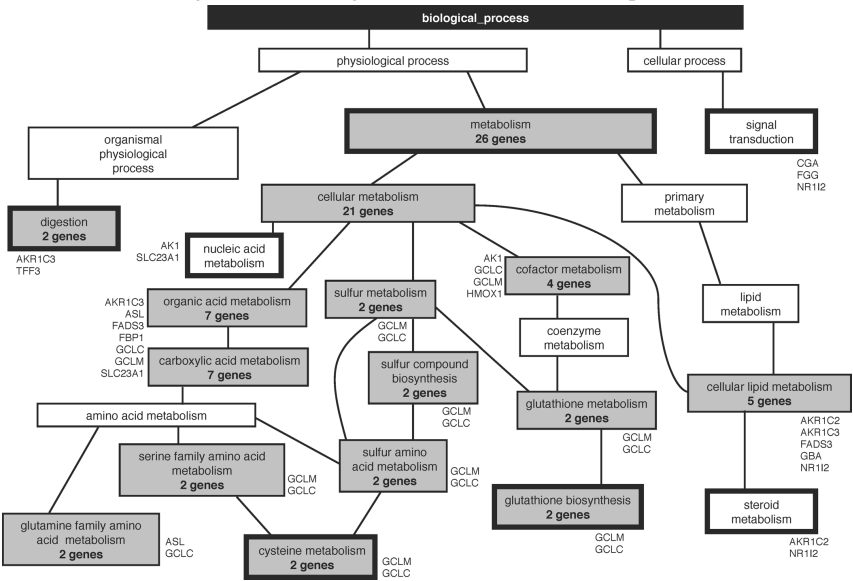 biological_process
physiological process
cellular process
metabolism
26 genes
signal
transduction
CGA
FGG
NR1I2
organismal
physiological
process
cellular metabolism
21 genes
primary
metabolism
digestion
2 genes
AKR1C3
TFF3
AK1
SLC23A1
nucleic acid
metabolism
AK1
GCLC
GCLM
HMOX1
cofactor metabolism
4 genes
AKR1C3
ASL
FADS3
FBP1
GCLC
GCLM
SLC23A1
organic acid metabolism
7 genes
sulfur metabolism
2 genes
GCLM
GCLC
lipid
metabolism
coenzyme
metabolism
carboxylic acid metabolism
7 genes
sulfur compound
biosynthesis
2 genes
GCLM
GCLC
cellular lipid metabolism
5 genes
AKR1C2
AKR1C3
FADS3
GBA
NR1I2
amino acid metabolism
glutathione metabolism
2 genes
GCLM
GCLC
serine family amino acid
metabolism
2 genes
GCLM
GCLC
sulfur amino
acid metabolism
2 genes
GCLM
GCLC
glutathione biosynthesis
2 genes
GCLM
GCLC
steroid
metabolism
AKR1C2
NR1I2
glutamine family amino
acid metabolism
2 genes
ASL
GCLC
cysteine metabolism
2 genes
GCLM
GCLC